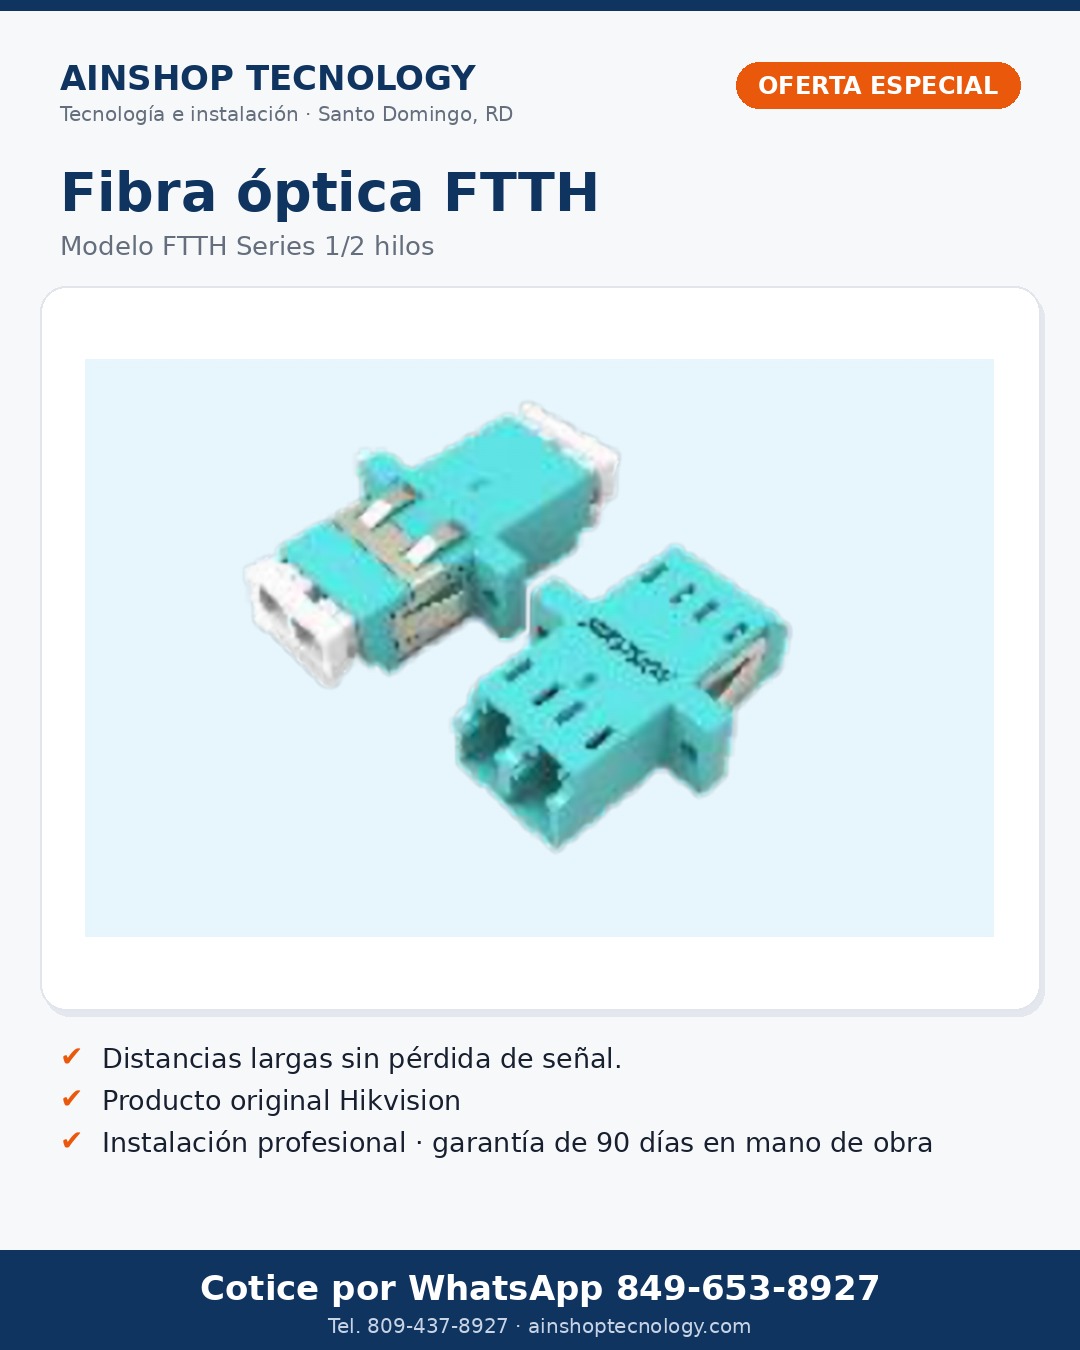 AINSHOP TECNOLOGY
Tecnología e instalación · Santo Domingo, RD
OFERTA ESPECIAL
Fibra óptica FTTH
Modelo FTTH Series 1/2 hilos
✔ Distancias largas sin pérdida de señal.
✔ Producto original Hikvision
✔ Instalación profesional · garantía de 90 días en mano de obra
Cotice por WhatsApp 849-653-8927
Tel. 809-437-8927 · ainshoptecnology.com